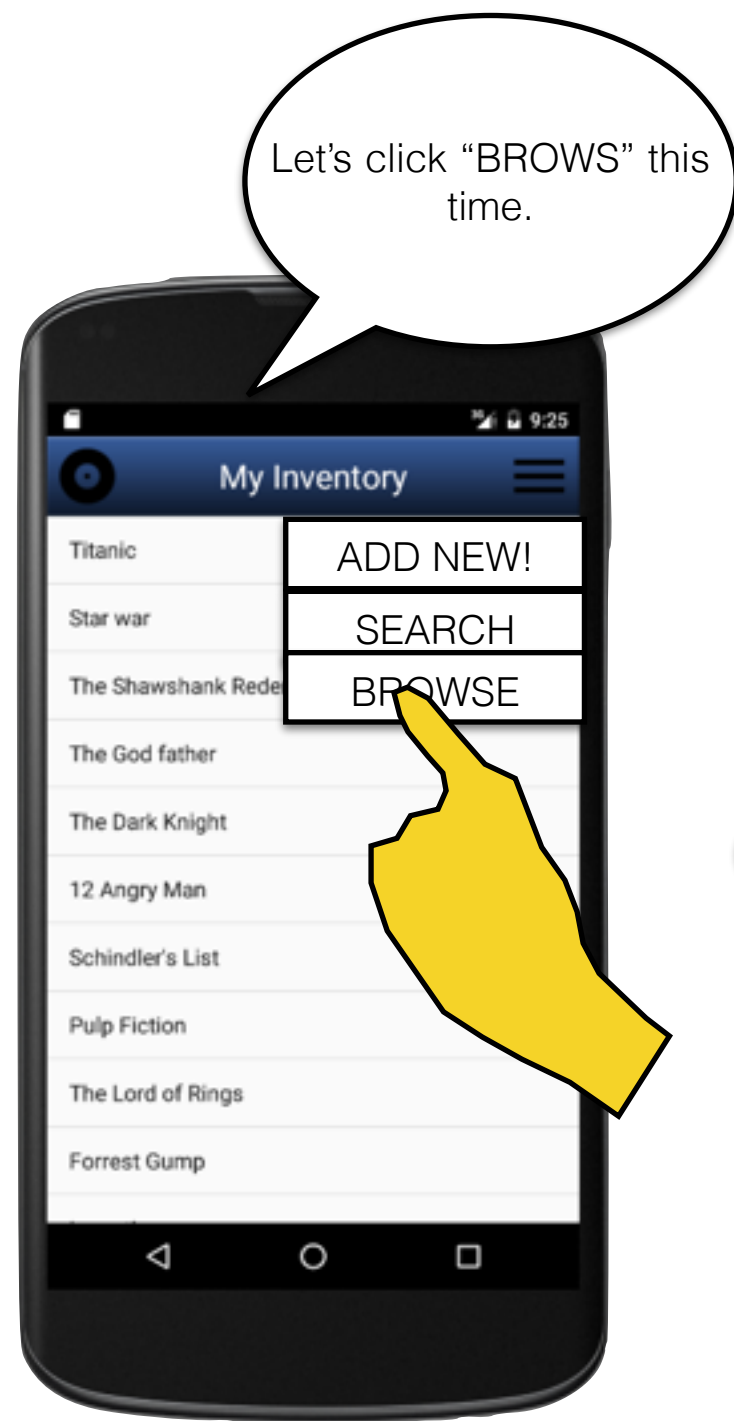 Let's click “BROWS” this
time.
9:25
My Inventory
Titanic
ADD NEW!
Star war
SEARCH
The Shawshank Rede
BROWSE
The God father
The Dark Knight
12 Angry Man
Schindler's List
Pulp Fiction
The Lord of Rings
Forrest Gump